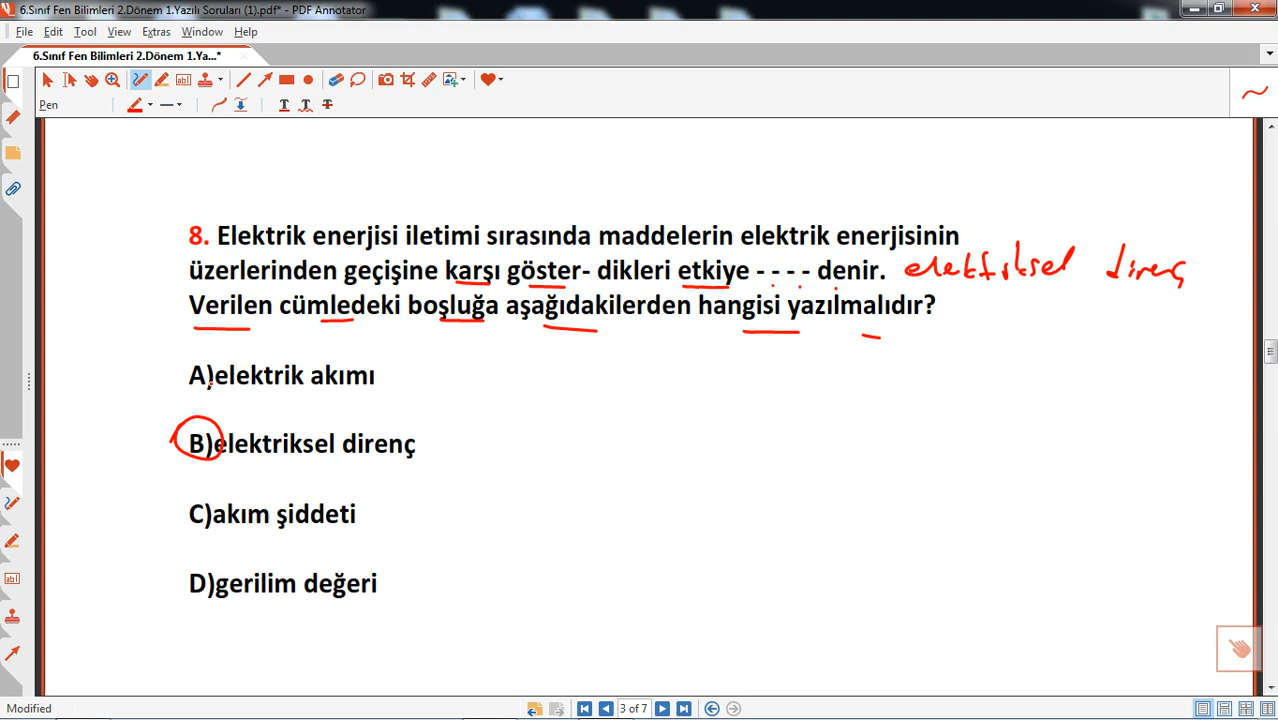 6.Sınıf Fen Bilimleri 2.Dönem 1.Yazılı Soruları (1).pdf* - PDF Annotator
File Edit Tool View Extras Window Help
6.Sınıf Fen Bilimleri 2.Dönem 1.Ya...*
Pen
8. Elektrik enerjisi iletimi sırasında maddelerin elektrik enerjisinin
üzerlerinden geçişine karşı göster- dikleri etkiye - - - - denir. elektriksel direnç
Verilen cümledeki boşluğa aşağıdakilerden hangisi yazılmalıdır?
A)elektrik akımı
B)elektriksel direnç
C)akım şiddeti
D)gerilim değeri
Modified
3 of 7